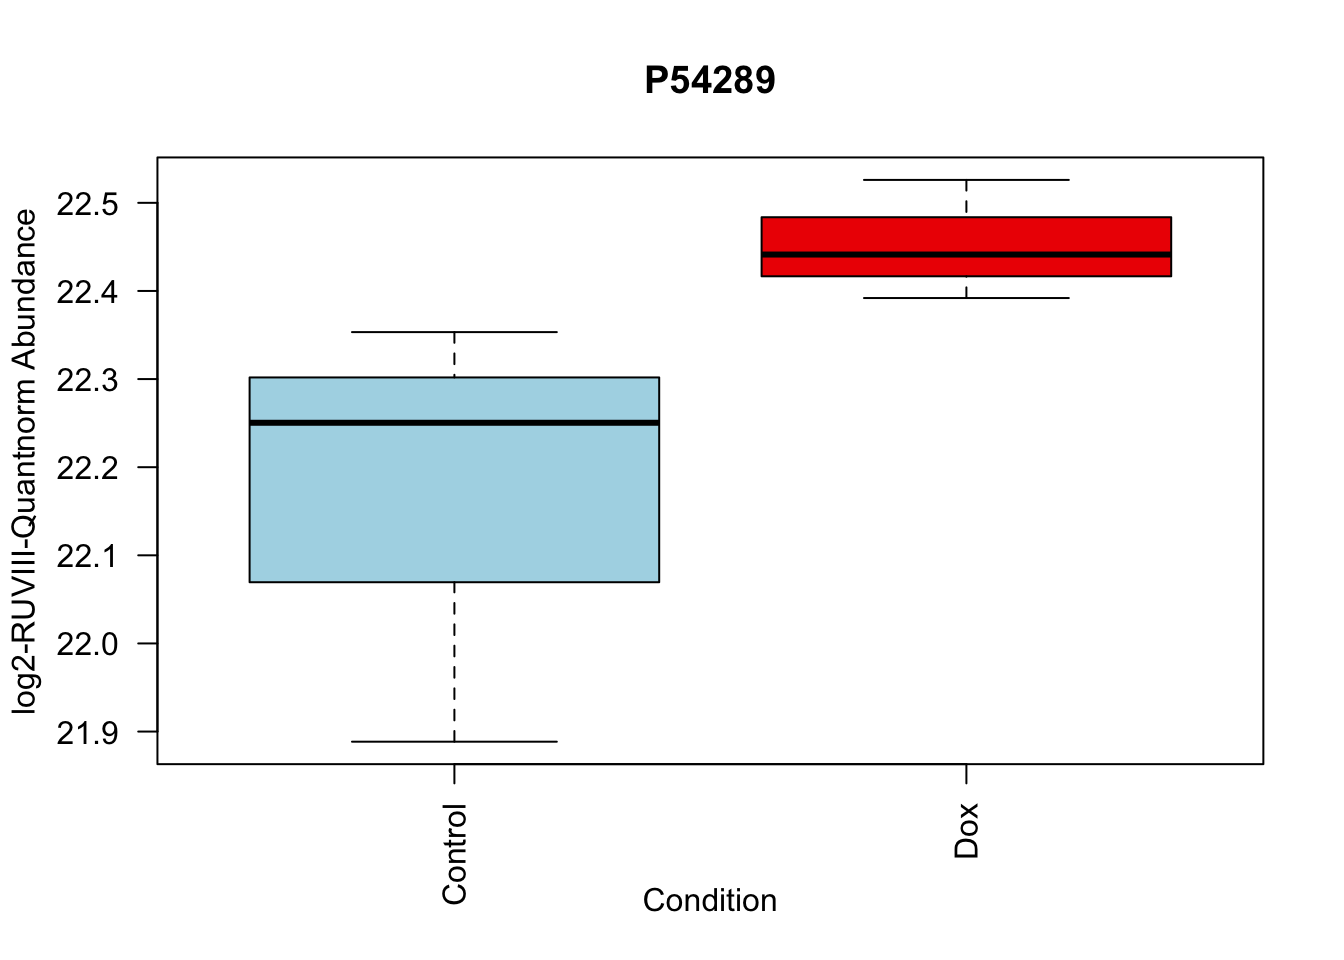 P54289
log2-RUVIII-Quantnorm Abundance
22.5
22.4
22.3
22.2
22.1
22.0
21.9
Control
Dox
Condition